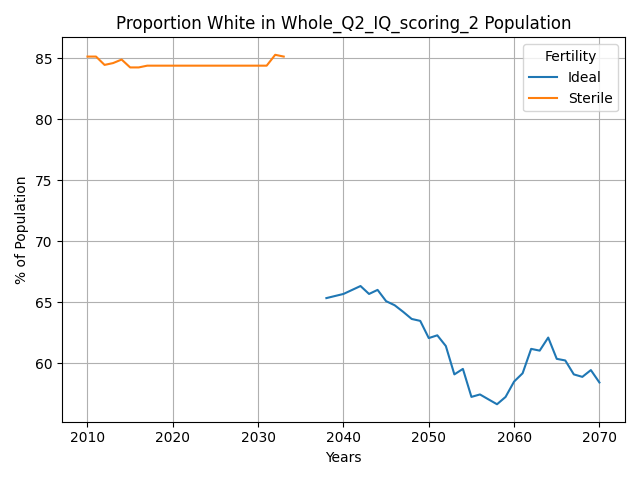 Proportion White in Whole_Q2_IQ_scoring_2 Population
Fertility
Ideal
Sterile
85
80
75
70
65
60
% of Population
2010 2020 2030 2040 2050 2060 2070
Years